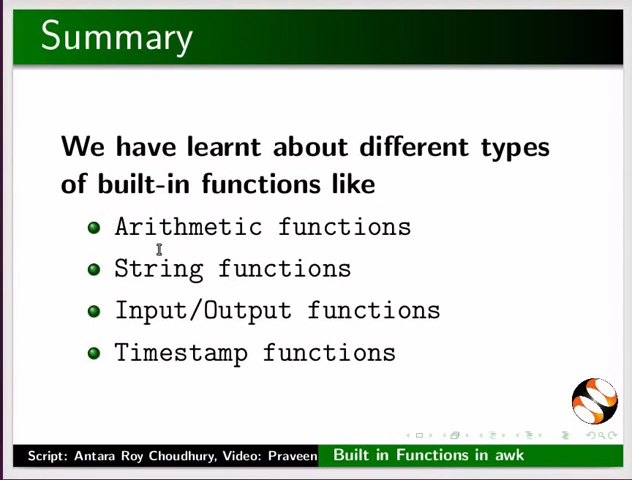 Summary
We have learnt about different types
of built-in functions like
Arithmetic functions
String functions
Input/Output functions
Timestamp functions
Script: Antara Roy Choudhury, Video: Praveen
Built in Functions in awk